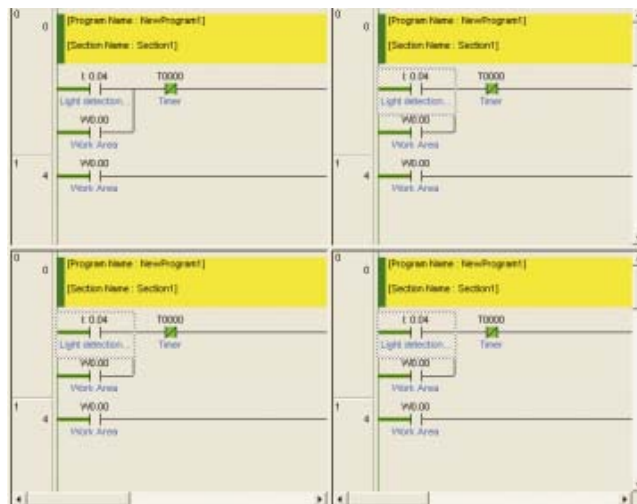 0 0 [Program Name : NewProgram1]
[Section Name : Section1]
I: 0.04 T0000
Light detection... Timer
W0.00
Work Area
1 4 W0.00
Work Area
0 0 [Program Name : NewProgram1]
[Section Name : Section1]
I: 0.04 T0000
Light detection... Timer
W0.00
Work Area
1 4 W0.00
Work Area
0 0 [Program Name : NewProgram1]
[Section Name : Section1]
I: 0.04 T0000
Light detection... Timer
W0.00
Work Area
1 4 W0.00
Work Area
0 0 [Program Name : NewProgram1]
[Section Name : Section1]
I: 0.04 T0000
Light detection... Timer
W0.00
Work Area
1 4 W0.00
Work Area